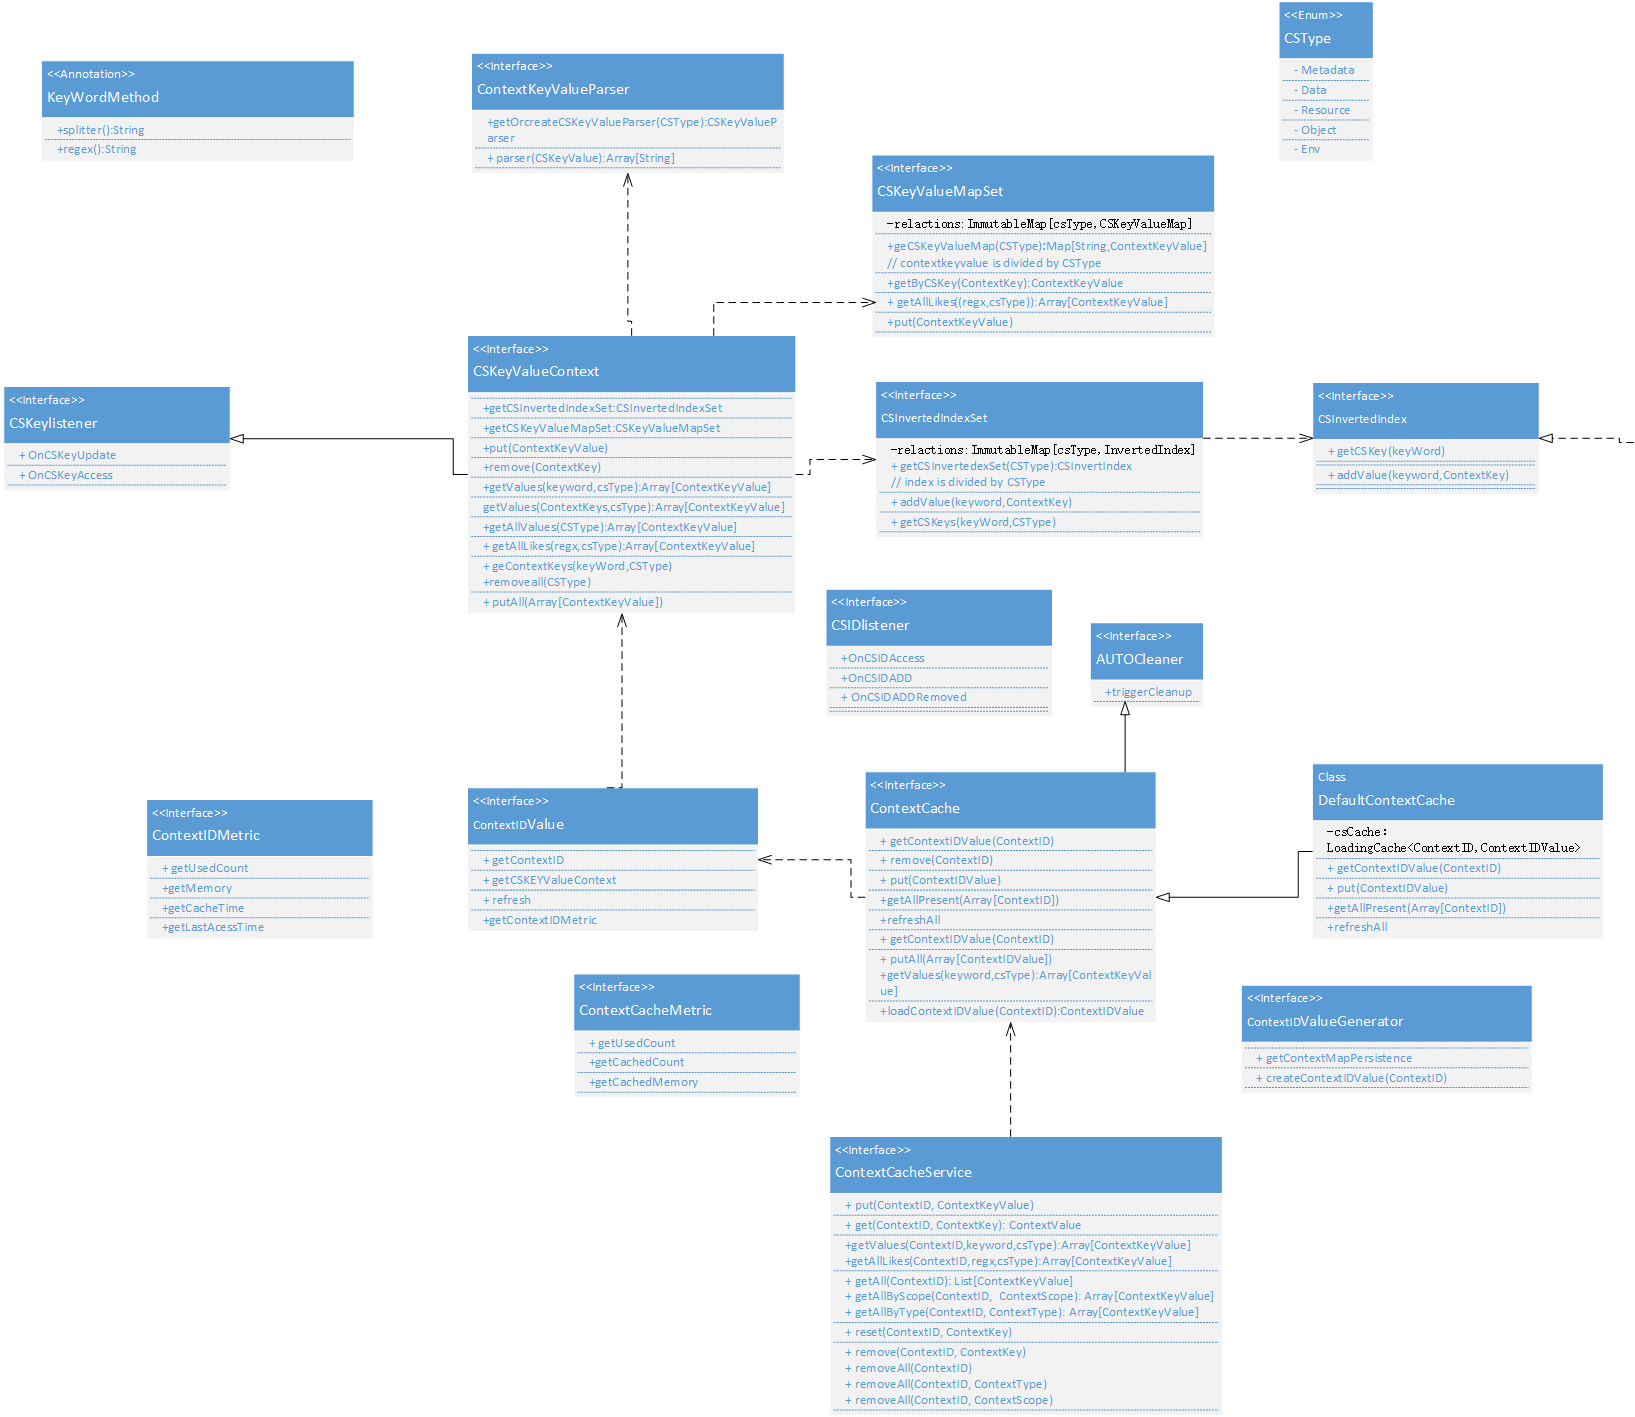 <<Enum>>
CSType
- Metadata
- Data
- Resource
- Object
- Env
<<Annotation>>
KeyWordMethod
+splitter():String
+regex():String
<<Interface>>
ContextKeyValueParser
+getOrcreateCSKeyValueParser(CSType):CSKeyValueP
arser
+ parser(CSKeyValue):Array[String]
<<Interface>>
CSKeyValueMapSet
-relactions:ImmutableMap[csType,CSKeyValueMap]
+geCSKeyValueMap(CSType):Map[String,ContextKeyValue]
// contextkeyvalue is divided by CSType
+getByCSKey(ContextKey):ContextKeyValue
+ getAllLikes((regx,csType)):Array[ContextKeyValue]
+put(ContextKeyValue)
<<Interface>>
CSKeyValueContext
+getCSInvertedIndexSet:CSInvertedIndexSet
+getCSKeyValueMapSet:CSKeyValueMapSet
+put(ContextKeyValue)
+remove(ContextKey)
+getValues(keyword,csType):Array[ContextKeyValue]
getValues(ContextKeys,csType):Array[ContextKeyValue]
+getAllValues(CSType):Array[ContextKeyValue]
+ getAllLikes(regx,csType):Array[ContextKeyValue]
+ geContextKeys(keyWord,CSType)
+removeall(CSType)
+ putAll(Array[ContextKeyValue])
<<Interface>>
CSKeylistener
+ OnCSKeyUpdate
+ OnCSKeyAccess
<<Interface>>
CSInvertedIndexSet
-relactions:ImmutableMap[csType,InvertedIndex]
+ getCSInvertedexSet(CSType):CSInvertIndex
// index is divided by CSType
+ addValue(keyword,ContextKey)
+ getCSKeys(keyWord,CSType)
<<Interface>>
CSInvertedIndex
+ getCSKey(keyWord)
+ addValue(keyword,ContextKey)
<<Interface>>
CSIDlistener
+OnCSIDAccess
+OnCSIDADD
+ OnCSIDADDRemoved
<<Interface>>
AUTOCleaner
+triggerCleanup
<<Interface>>
ContextIDMetric
+ getUsedCount
+getMemory
+getCacheTime
+getLastAcessTime
<<Interface>>
ContextIDValue
+ getContextID
+ getCSKEYValueContext
+ refresh
+getContextIDMetric
<<Interface>>
ContextCache
+ getContextIDValue(ContextID)
+ remove(ContextID)
+ put(ContextIDValue)
+getAllPresent(Array[ContextID])
+refreshAll
+ getContextIDValue(ContextID)
+ putAll(Array[ContextIDValue])
+getValues(keyword,csType):Array[ContextKeyVal
ue]
+loadContextIDValue(ContextID):ContextIDValue
Class
DefaultContextCache
-csCache:
LoadingCache<ContextID,ContextIDValue>
+ getContextIDValue(ContextID)
+ put(ContextIDValue)
+getAllPresent(Array[ContextID])
+refreshAll
<<Interface>>
ContextCacheMetric
+ getUsedCount
+getCachedCount
+getCachedMemory
<<Interface>>
ContextIDValueGenerator
+ getContextMapPersistence
+ createContextIDValue(ContextID)
<<Interface>>
ContextCacheService
+ put(ContextID, ContextKeyValue)
+ get(ContextID, ContextKey): ContextValue
+getValues(ContextID,keyword,csType):Array[ContextKeyValue]
+getAllLikes(ContextID,regx,csType):Array[ContextKeyValue]
+ getAll(ContextID): List[ContextKeyValue]
+ getAllByScope(ContextID, ContextScope): Array[ContextKeyValue]
+ getAllByType(ContextID, ContextType): Array[ContextKeyValue]
+ reset(ContextID, ContextKey)
+ remove(ContextID, ContextKey)
+ removeAll(ContextID)
+ removeAll(ContextID, ContextType)
+ removeAll(ContextID, ContextScope)